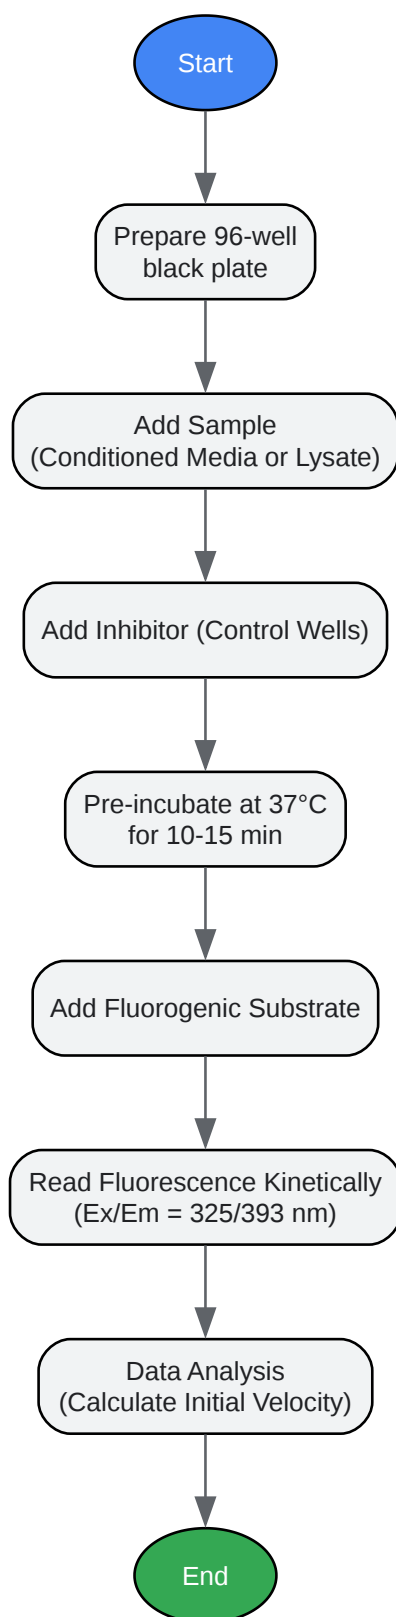 Start
Prepare 96-well
black plate
Add Sample
(Conditioned Media or Lysate)
Add Inhibitor (Control Wells)
Pre-incubate at 37°C
for 10-15 min
Add Fluorogenic Substrate
Read Fluorescence Kinetically
(Ex/Em = 325/393 nm)
Data Analysis
(Calculate Initial Velocity)
End